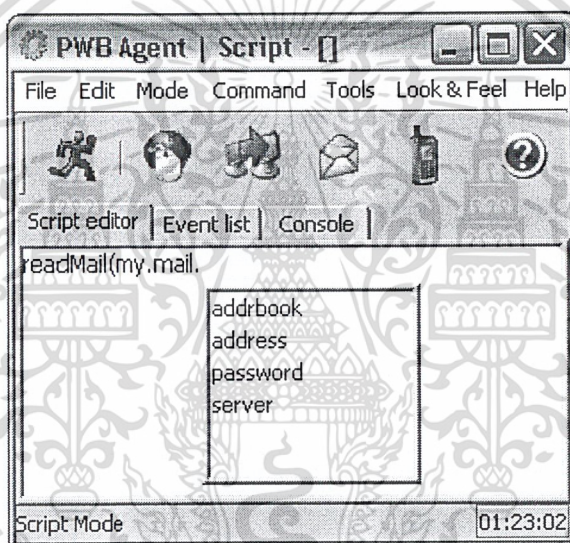 PWB Agent | Script - []
File Edit Mode Command Tools Look & Feel Help
Script editor Event list Console
readMail(my.mail.
addrbook
address
password
server
Script Mode 01:23:02